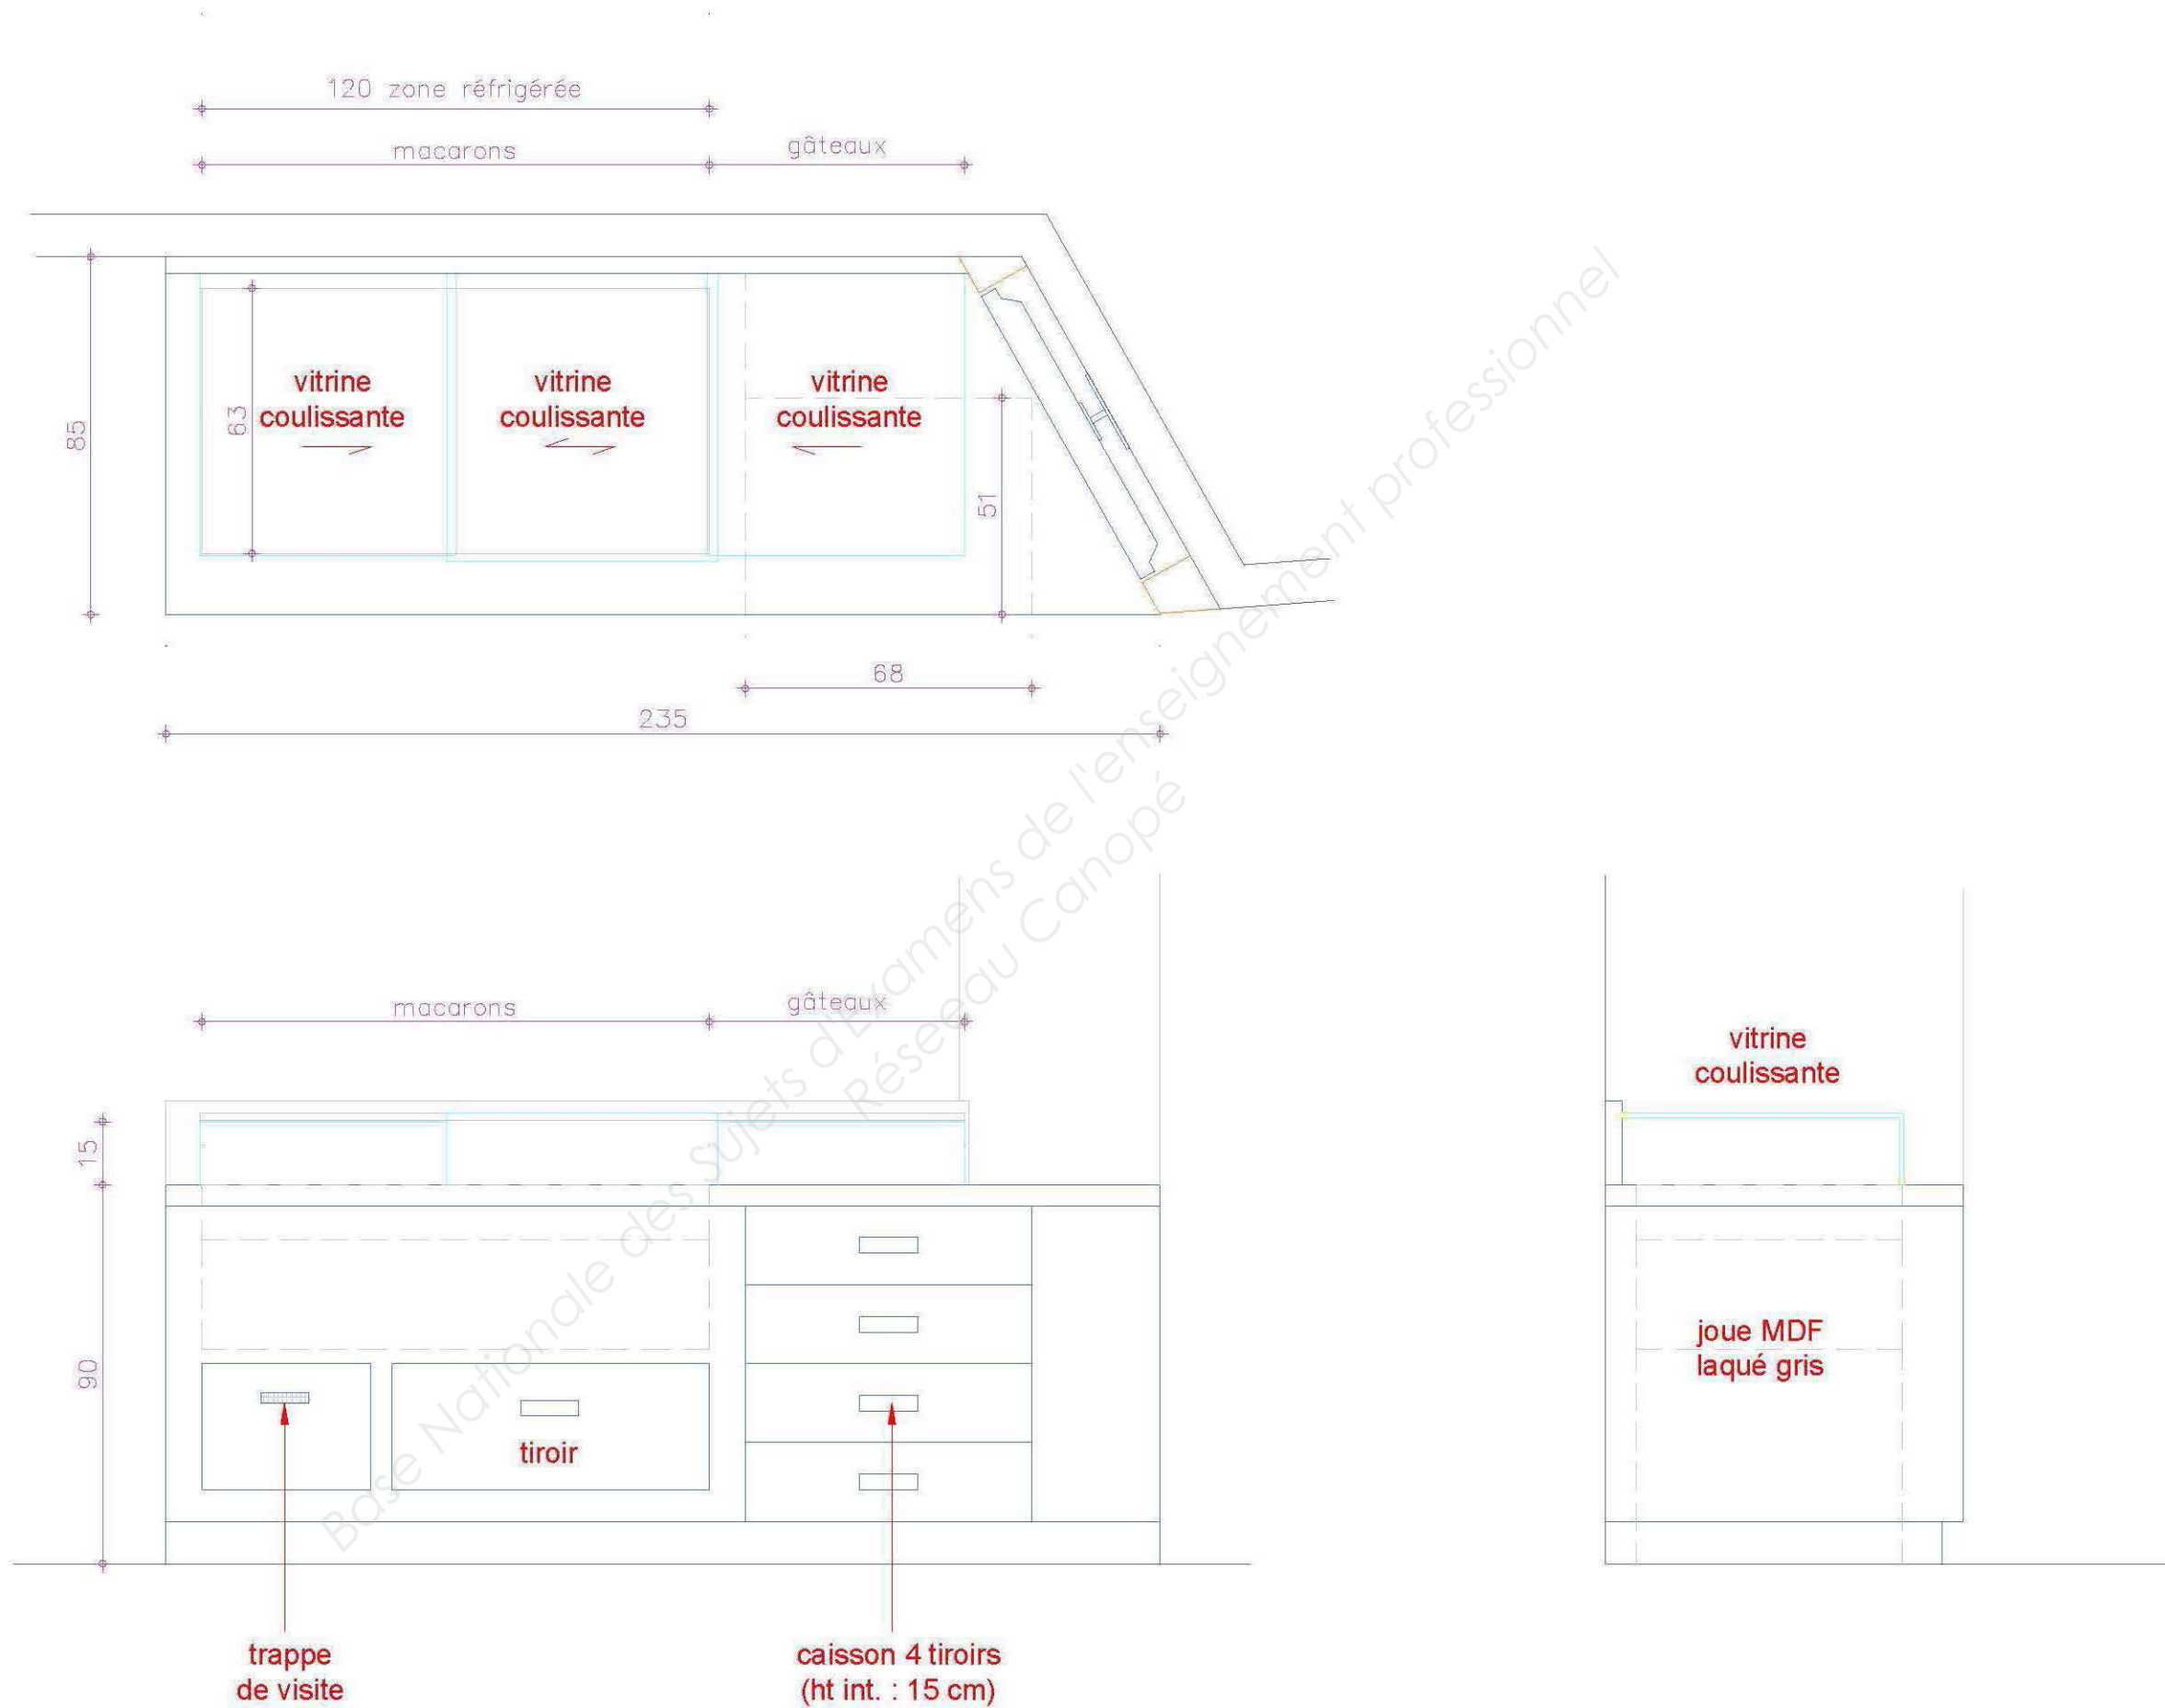 120 zone réfrigérée
macarons
gâteaux
vitrine
coulissante
vitrine
coulissante
vitrine
coulissante
63
85
51
68
235
macarons
gâteaux
vitrine
coulissante
15
90
joue MDF
laqué gris
tiroir
trappe
de visite
caisson 4 tiroirs
(ht int. : 15 cm)
Base Nationale des Sujets d'Examens de l'enseignement professionnel
Réseau Canopé